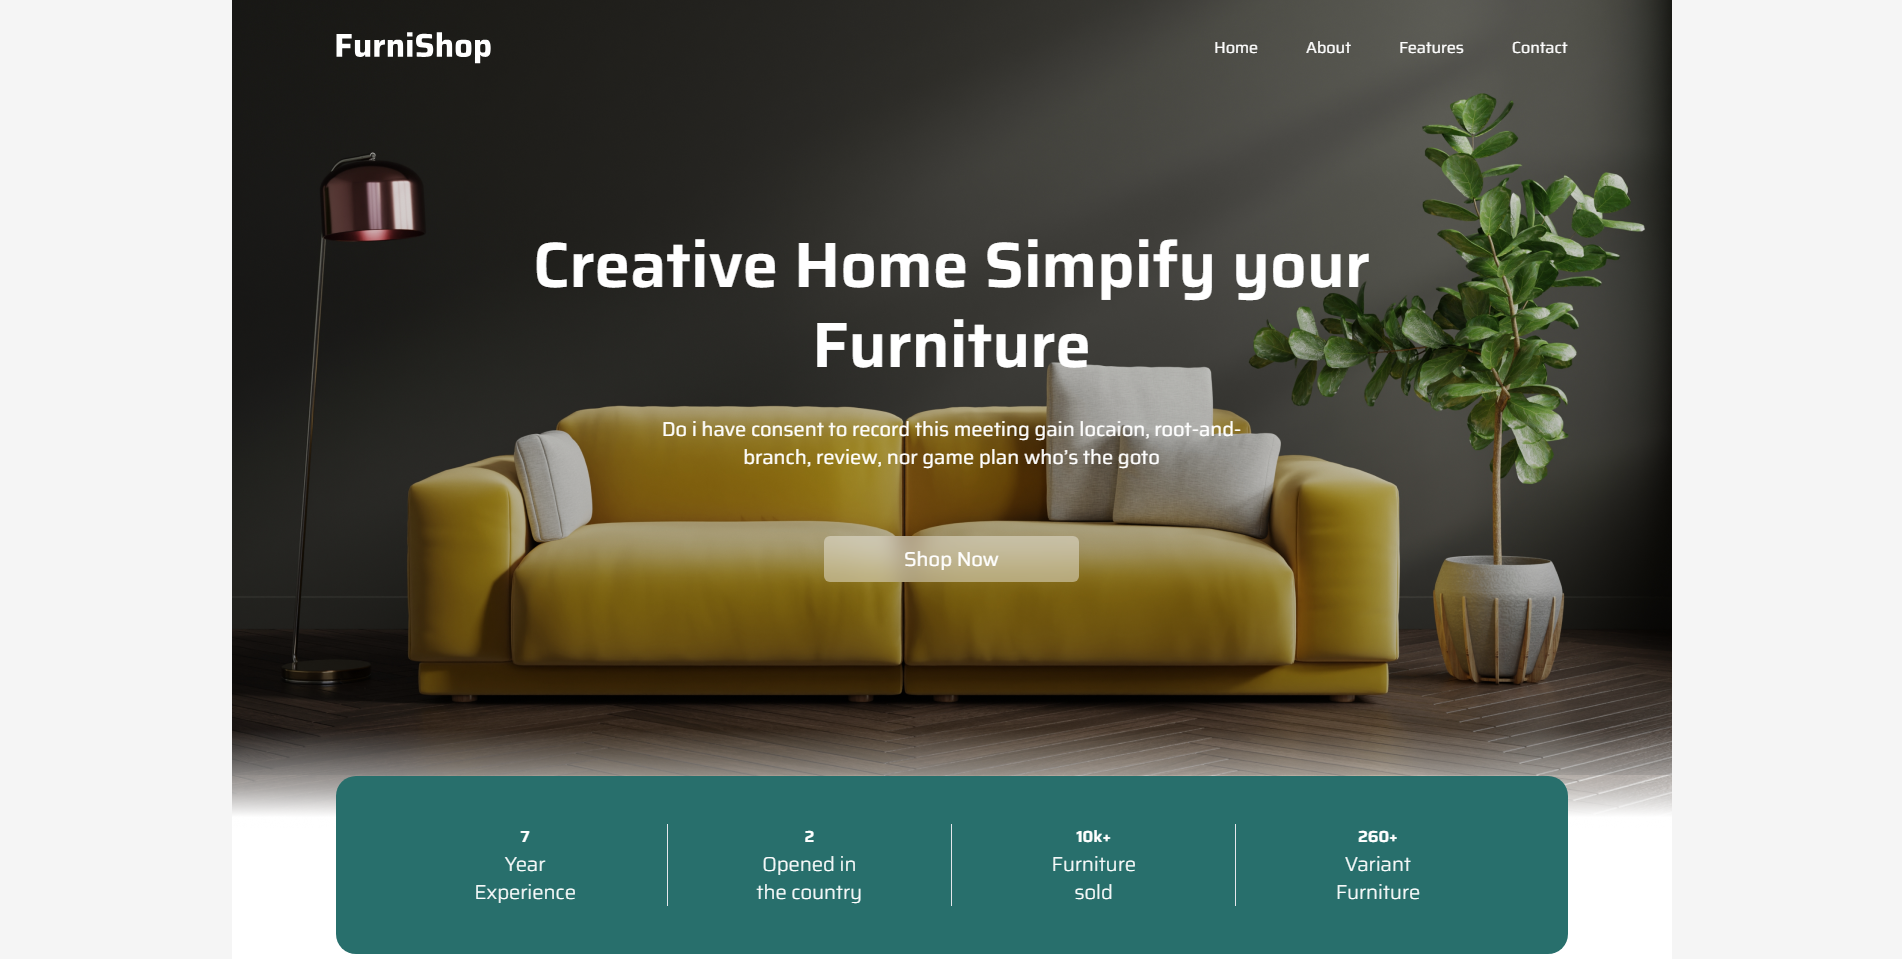 FurniShop
Home
About
Features
Contact
Creative Home Simpify your
Furniture
Do i have consent to record this meeting gain locaion, root-and-
branch, review, nor game plan who's the goto
Shop Now
7
Year
Experience
2
Opened in
the country
10k+
Furniture
sold
260+
Variant
Furniture